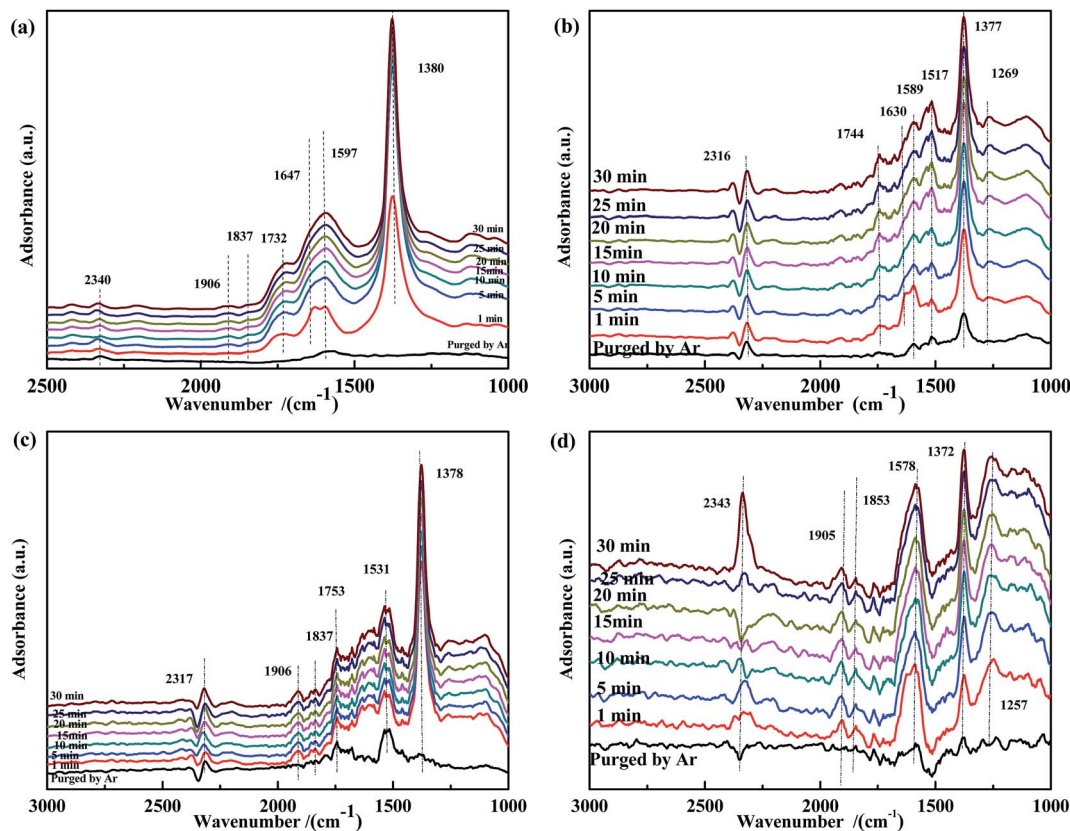 (a)
1380
1597
1647
1732
1837
1906
2340
30 min
25 min
20 min
15min
10 min
5 min
1 min
Purged by Ar
Adsorbance (a.u.)
2500 2000 1500 1000
Wavenumber /(cm-1)
(b)
1377
1517
1269
1589
1630
1744
2316
30 min
25 min
20 min
15min
10 min
5 min
1 min
Purged by Ar
Adsorbance (a.u.)
3000 2500 2000 1500 1000
Wavenumber (cm-1)
(c)
1378
1531
1753
1837
1906
2317
30 min
25 min
20 min
15min
10 min
5 min
1 min
Purged by Ar
Adsorbance (a.u.)
3000 2500 2000 1500 1000
Wavenumber /(cm-1)
(d)
1372
1578
1853
2343
1905
30 min
25 min
20 min
15min
10 min
5 min
1 min
1257
Purged by Ar
Adsorbance (a.u.)
3000 2500 2000 1500 1000
Wavenumber /(cm-1)